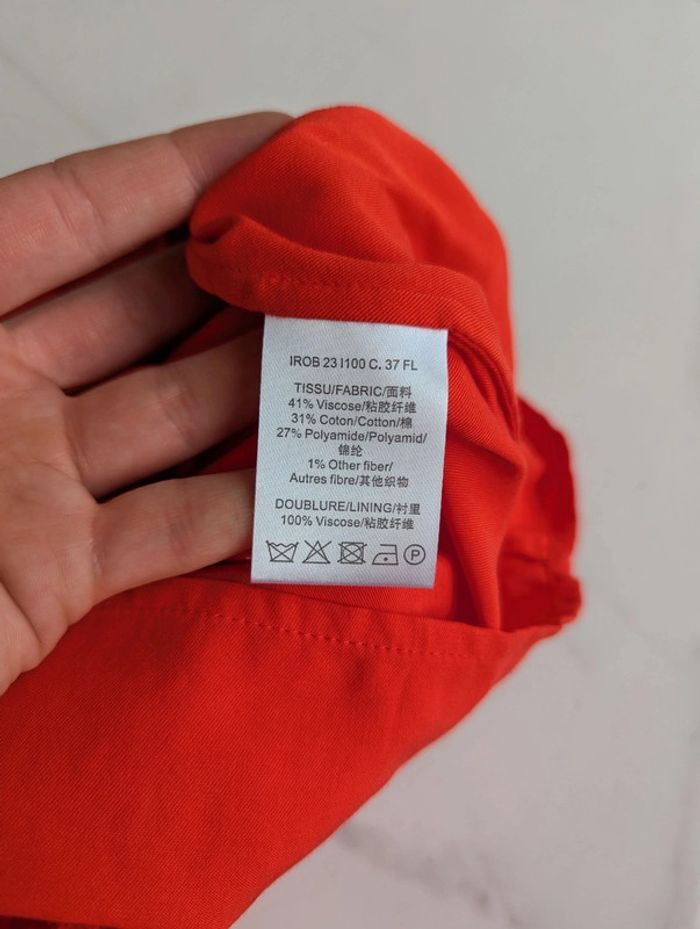 IROB 23 I100 C. 37 FL
TISSU/FABRIC/面料
41% Viscose/粘胶纤维
31% Coton/Cotton/棉
27% Polyamide/Polyamid/
锦纶
1% Other fiber/
Autres fibre/其他织物
DOUBLURE/LINING/衬里
100% Viscose/粘胶纤维
P